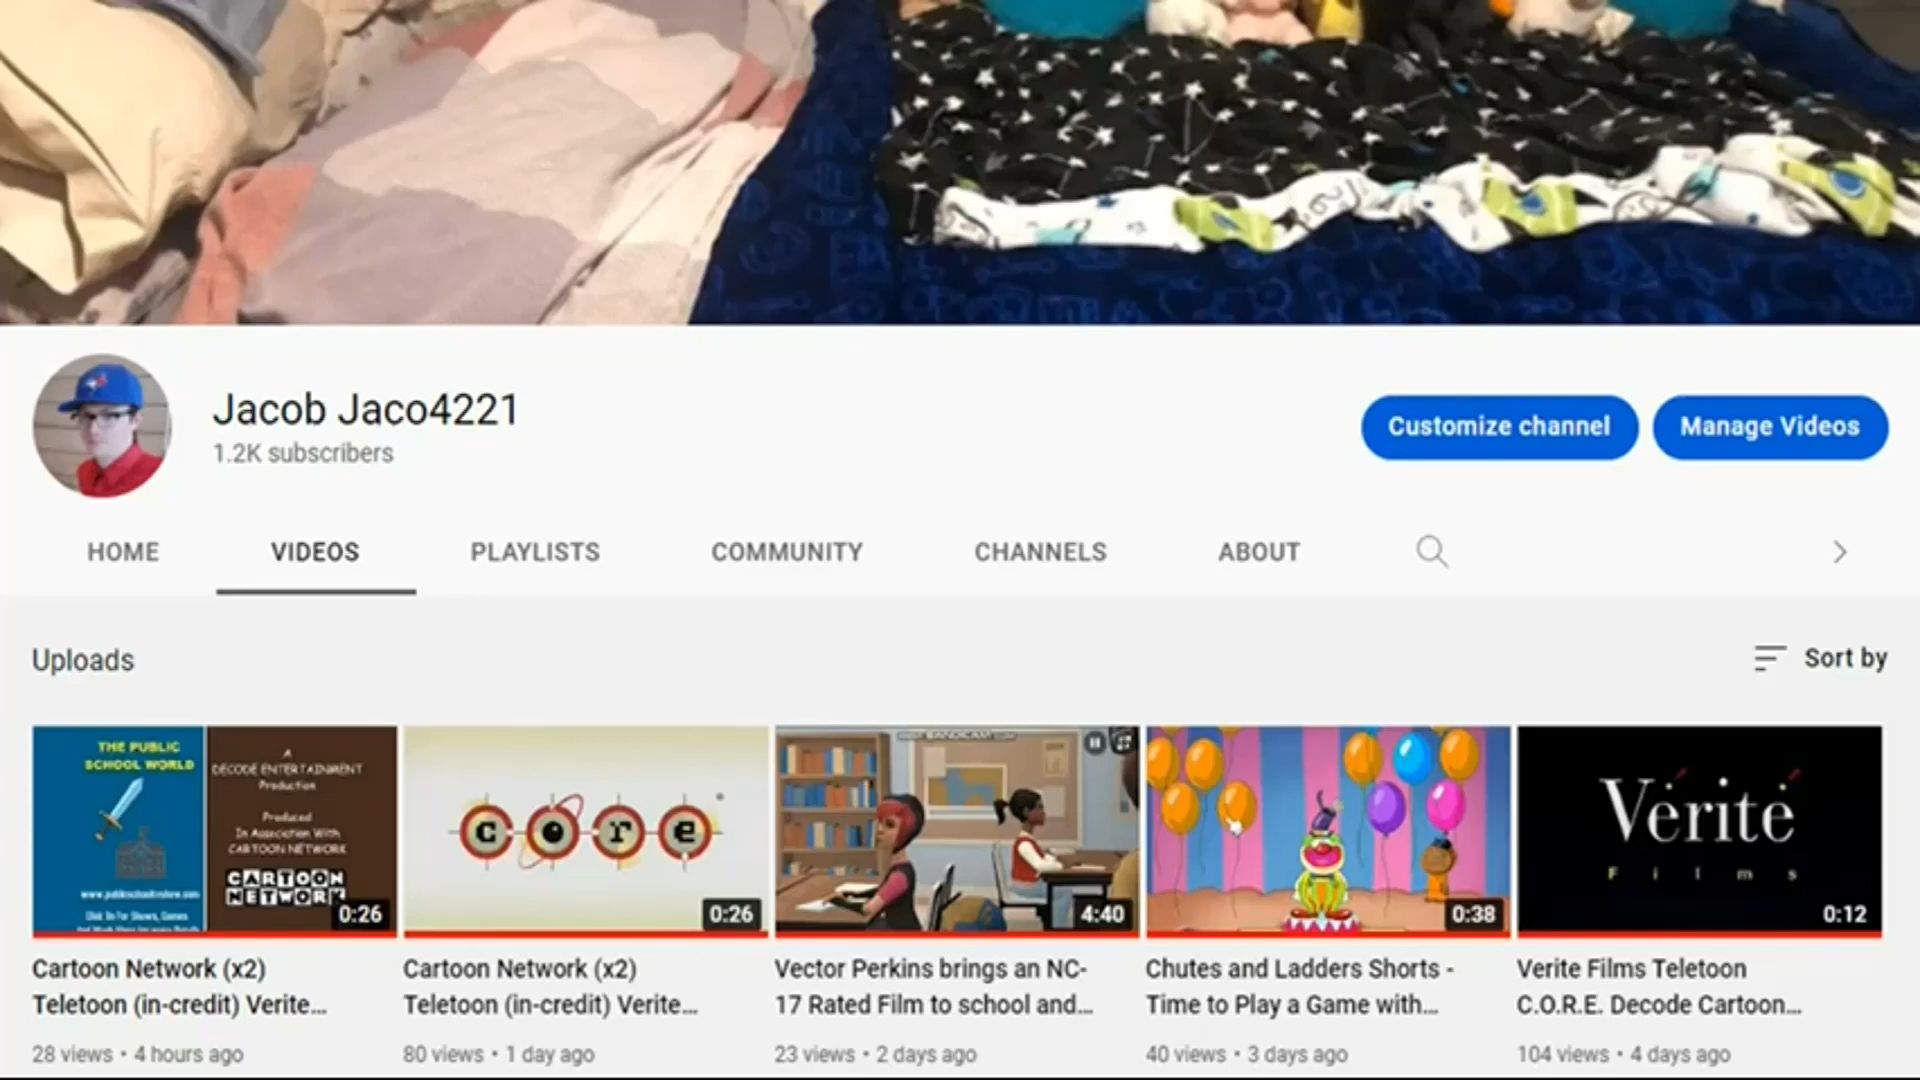 Jacob Jaco4221
1.2K subscribers
Customize channel
Manage Videos
HOME
VIDEOS
PLAYLISTS
COMMUNITY
CHANNELS
ABOUT
Uploads
Sort by
THE PUBLIC
SCHOOL WORLD
A
DECODE ENTERTAINMENT
Production
Produced
In Association With
CARTOON NETWORK
CARTOON
NETWORK
0:26
core
0:26
4:40
0:38
Vérité
Films
0:12
Cartoon Network (x2)
Teletoon (in-credit) Verite...
28 views • 4 hours ago
Cartoon Network (x2)
Teletoon (in-credit) Verite...
80 views • 1 day ago
Vector Perkins brings an NC-
17 Rated Film to school and...
23 views • 2 days ago
Chutes and Ladders Shorts -
Time to Play a Game with...
40 views • 3 days ago
Verite Films Teletoon
C.O.R.E. Decode Cartoon...
104 views • 4 days ago